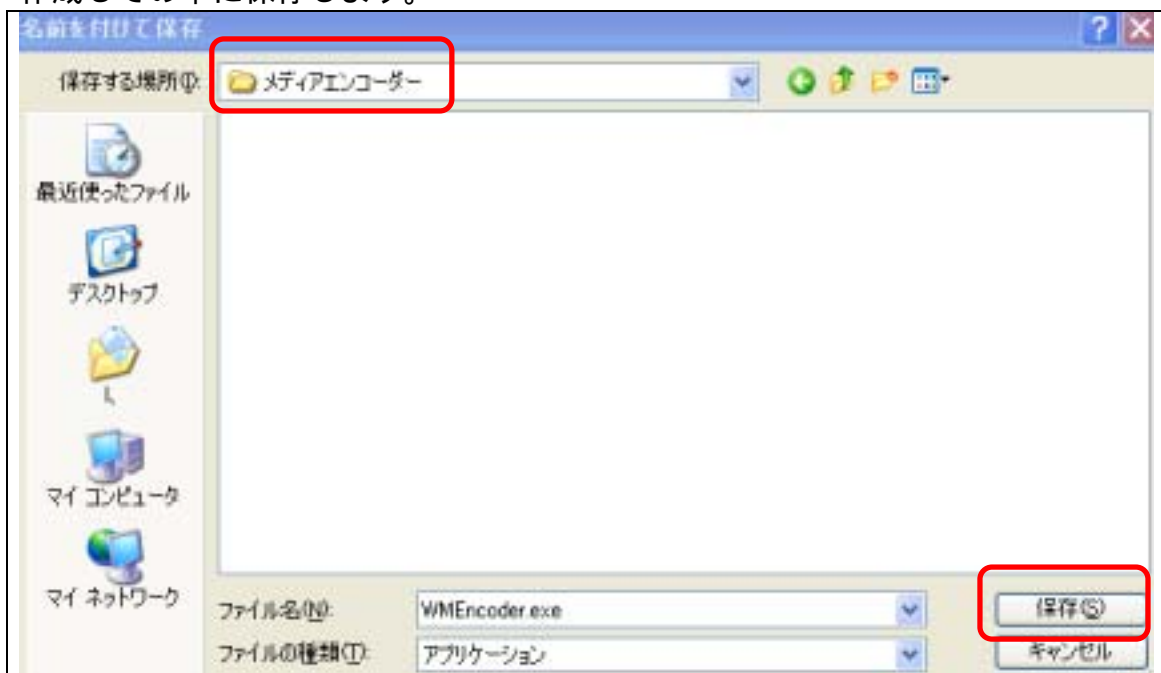 名前を付けて保存
保存する場所(I):
メディアエンコーダー
最近使ったファイル
デスクトップ
マイ コンピュータ
マイ ネットワーク
ファイル名(N):
WMEncoder.exe
保存(S)
ファイルの種類(T):
アプリケーション
キャンセル